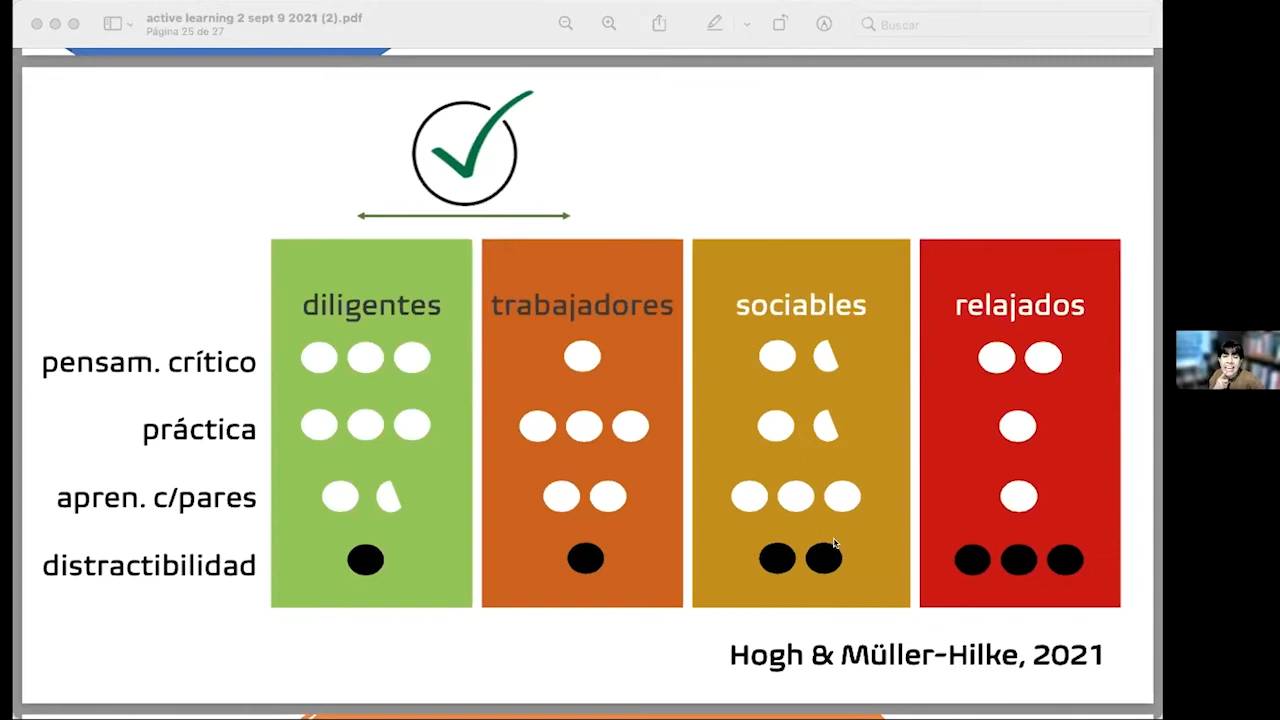 active learning 2 sept 9 2021 (2).pdf
Página 25 de 27
Buscar
diligentes trabajadores sociables relajados
pensam. crítico
práctica
apren. c/pares
distractibilidad
Hogh & Müller-Hilke, 2021